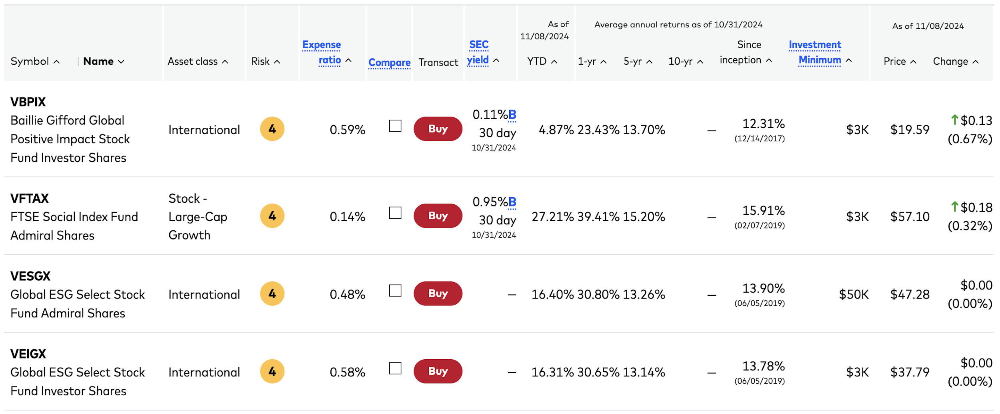 As of
11/08/2024
Average annual returns as of 10/31/2024
As of 11/08/2024
Symbol | Name Asset class Risk Expense
ratio Compare Transact SEC
yield YTD 1-yr 5-yr 10-yr Since
inception Investment
Minimum Price Change
VBPIX
Baillie Gifford Global
Positive Impact Stock
Fund Investor Shares
International
4
0.59%
Buy
0.11%B
30 day
10/31/2024
4.87% 23.43% 13.70% —
12.31%
(12/14/2017)
$3K
$19.59
↑$0.13
(0.67%)
VFTAX
FTSE Social Index Fund
Admiral Shares
Stock -
Large-Cap
Growth
4
0.14%
Buy
0.95%B
30 day
10/31/2024
27.21% 39.41% 15.20% —
15.91%
(02/07/2019)
$3K
$57.10
↑$0.18
(0.32%)
VESGX
Global ESG Select Stock
Fund Admiral Shares
International
4
0.48%
Buy
—
16.40% 30.80% 13.26% —
13.90%
(06/05/2019)
$50K
$47.28
$0.00
(0.00%)
VEIGX
Global ESG Select Stock
Fund Investor Shares
International
4
0.58%
Buy
—
16.31% 30.65% 13.14% —
13.78%
(06/05/2019)
$3K
$37.79
$0.00
(0.00%)